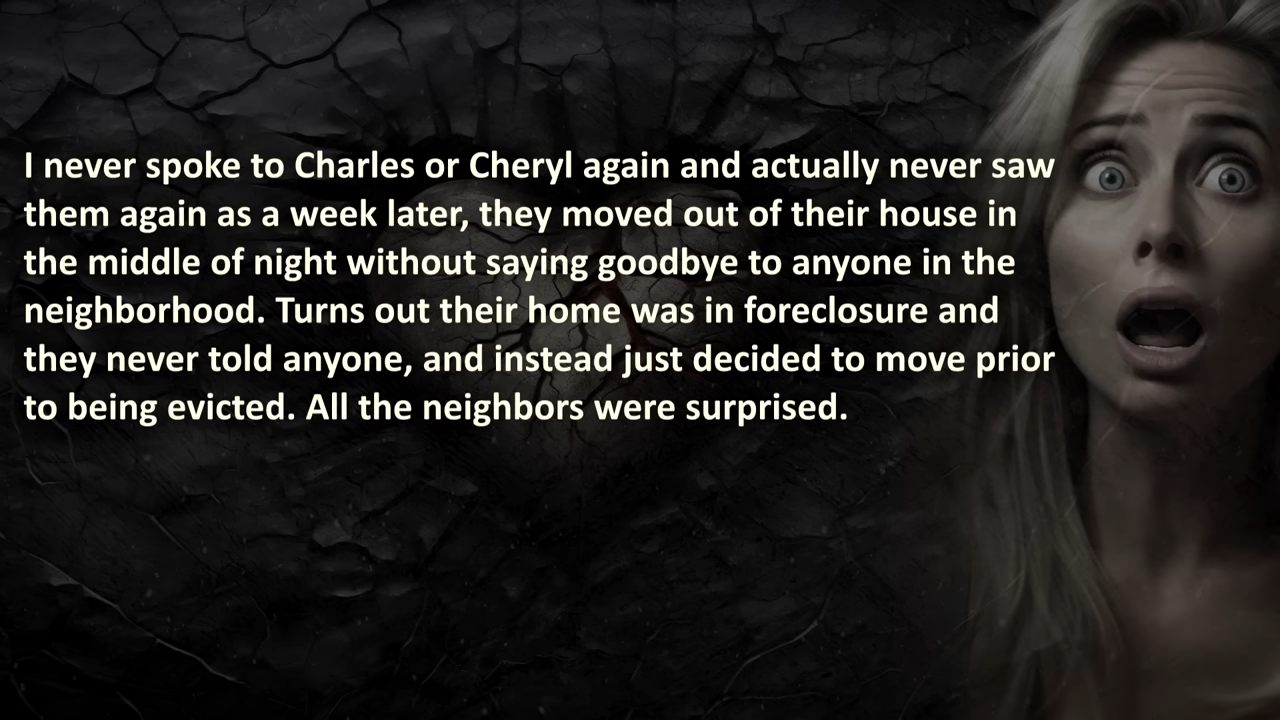 I never spoke to Charles or Cheryl again and actually never saw
them again as a week later, they moved out of their house in
the middle of night without saying goodbye to anyone in the
neighborhood. Turns out their home was in foreclosure and
they never told anyone, and instead just decided to move prior
to being evicted. All the neighbors were surprised.